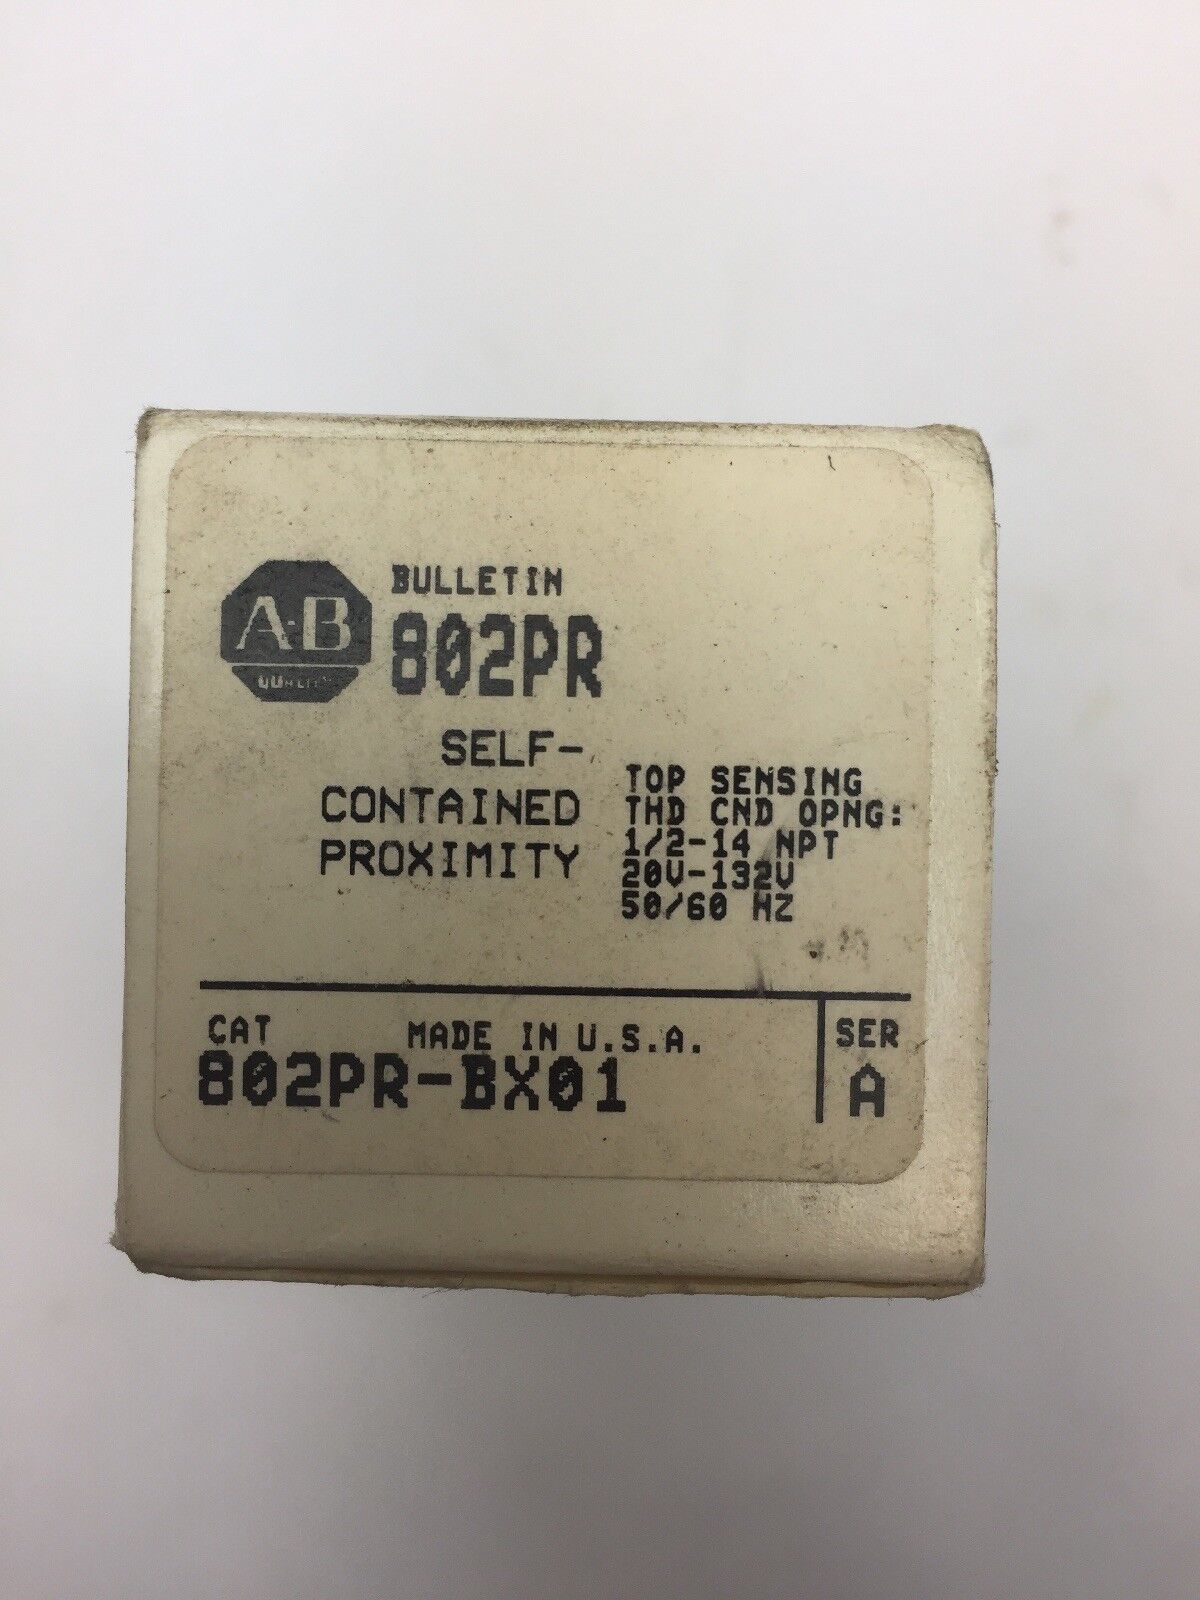 A-B
QUALITY
BULLETIN
802PR
SELF-
CONTAINED
PROXIMITY
TOP SENSING
THD CND OPNG:
1/2-14 NPT
20V-132V
50/60 HZ
CAT
MADE IN U.S.A.
802PR-BX01
SER
A